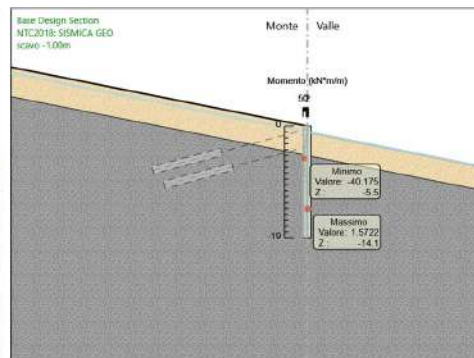 Base Design Section
NTC2018: SISMICA GEO
scavo -1.00m
Monte Valle
Momento (kN*m/m)
50
0
Minimo
Valore: -40.175
Z : -5.5
Massimo
Valore: 1.5722
Z : -14.1
-19